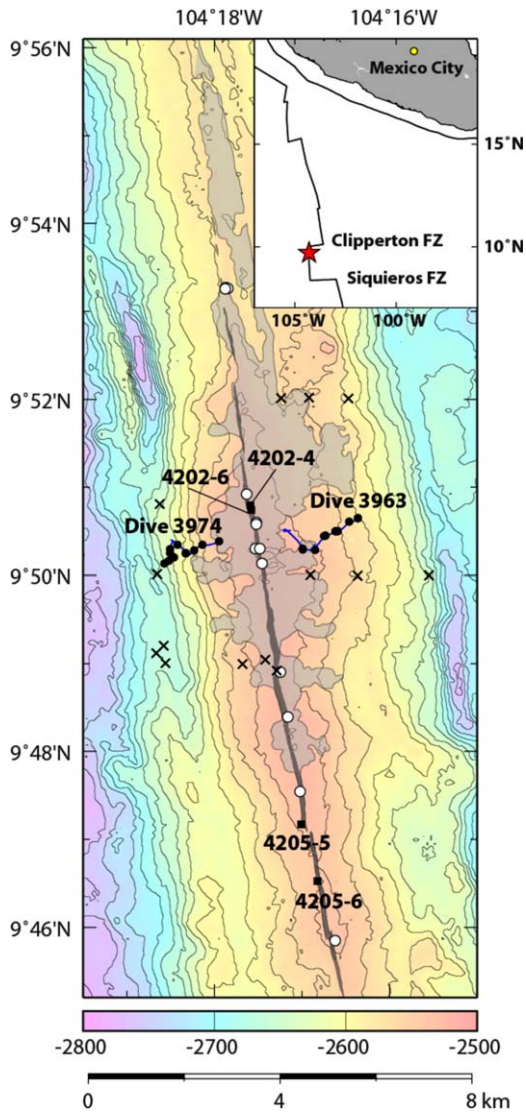 104°18'W 104°16'W
9°56'N
Mexico City
15°N
9°54'N
10°N
Clipperton FZ
Siquieros FZ
105°W 100°W
9°52'N
4202-4
4202-6
Dive 3963
Dive 3974
9°50'N
9°48'N
4205-5
4205-6
9°46'N
-2800 -2700 -2600 -2500
0 4 8 km